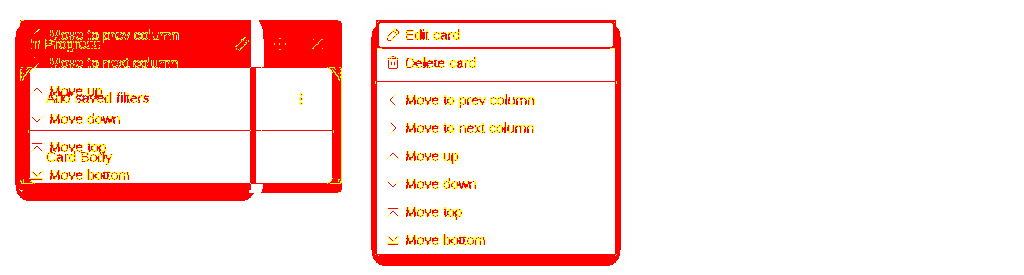 Move to prev column
In Progress
Move to next column
Move up
Add saved filters
Move down
Move top
Card Body
Move bottom
Edit card
Delete card
Move to prev column
Move to next column
Move up
Move down
Move top
Move bottom